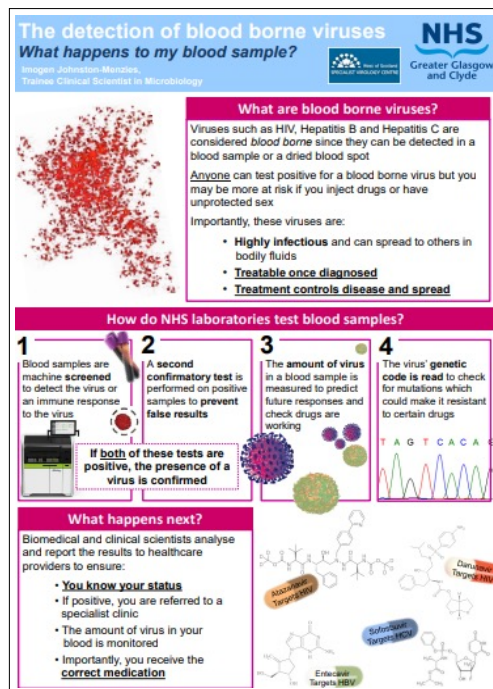 The detection of blood borne viruses
What happens to my blood sample?
Imogen Johnston-Menzies,
Trainee Clinical Scientist in Microbiology
West of Scotland
SPECIALIST VIROLOGY CENTRE
NHS
Greater Glasgow
and Clyde
What are blood borne viruses?
Viruses such as HIV, Hepatitis B and Hepatitis C are
considered blood borne since they can be detected in a
blood sample or a dried blood spot
Anyone can test positive for a blood borne virus but you
may be more at risk if you inject drugs or have
unprotected sex
Importantly, these viruses are:
• Highly infectious and can spread to others in
bodily fluids
• Treatable once diagnosed
• Treatment controls disease and spread
How do NHS laboratories test blood samples?
1
Blood samples are
machine screened
to detect the virus or
an immune response
to the virus
2
A second
confirmatory test is
performed on positive
samples to prevent
false results
If both of these tests are
positive, the presence of a
virus is confirmed
3
The amount of virus
in a blood sample is
measured to predict
future responses and
check drugs are
working
4
The virus' genetic
code is read to check
for mutations which
could make it resistant
to certain drugs
T A G T C A C A G
What happens next?
Biomedical and clinical scientists analyse
and report the results to healthcare
providers to ensure:
• You know your status
• If positive, you are referred to a
specialist clinic
• The amount of virus in your
blood is monitored
• Importantly, you receive the
correct medication
Atazanavir
Targets HIV
Darunavir
Targets HIV
Sofosbuvir
Targets HCV
Entecavir
Targets HBV